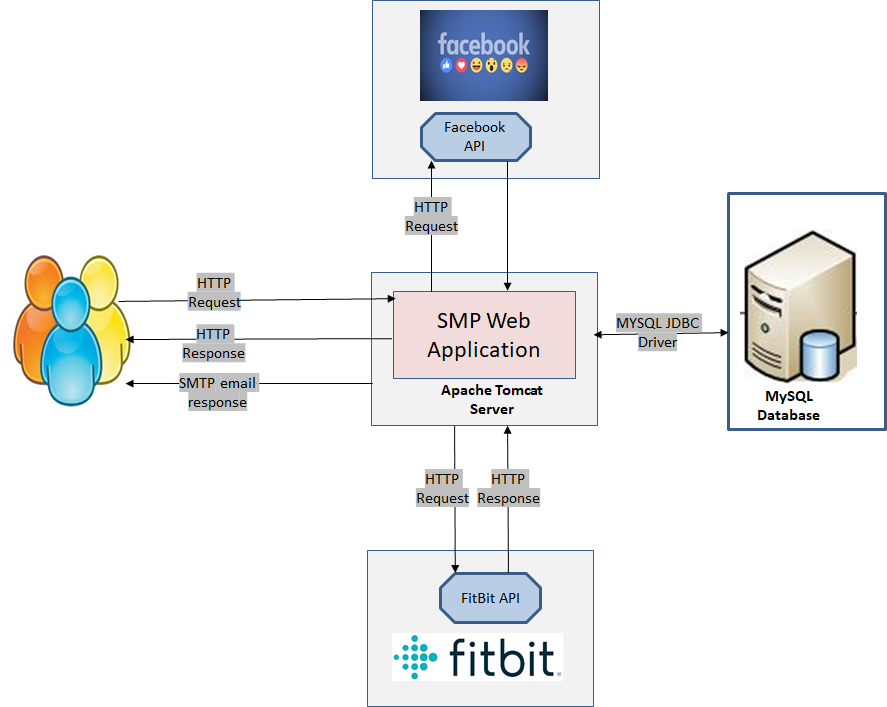 facebook
Facebook
API
HTTP
Request
HTTP
Request
SMP Web
Application
MYSQL JDBC
Driver
HTTP
Response
SMTP email
response
Apache Tomcat
Server
MySQL
Database
HTTP
Request
HTTP
Response
FitBit API
fitbit.